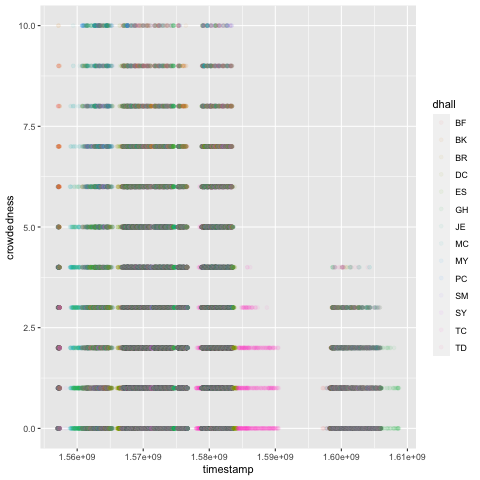 10.0
7.5
5.0
2.5
0.0
crowdedness
1.56e+09 1.57e+09 1.58e+09 1.59e+09 1.60e+09 1.61e+09
timestamp
dhall
BF
BK
BR
DC
ES
GH
JE
MC
MY
PC
SM
SY
TC
TD